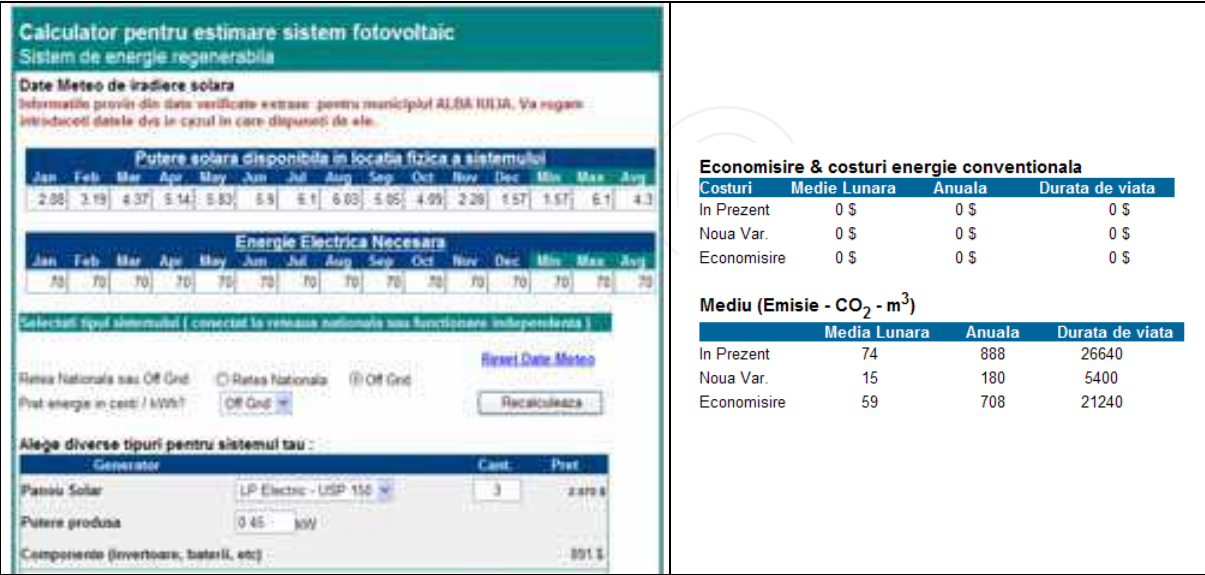 Calculator pentru estimare sistem fotovoltaic
Sistem de energie regenerabila
Date Meteo de iradiere solara
Informatiile provin din date verificate extrase pentru municipiul ALBA IULIA. Va rugam
introduceti datele dvs in cazul in care dispuneti de ele.
Putere solara disponibila in locatia fizica a sistemului
Jan Feb Mar Apr May Jun Jul Aug Sep Oct Nov Dec Min Max Avg
3.19 4.37 5.14 5.83 5.9 6.1 6.03 5.05 2.28 1.57 1.57 6.1 4.3
Energie Electrica Necesara
Jan Feb Mar Apr May Jun Jul Aug Sep Oct Nov Dec Min Max Avg
70 70 70 70 70 70 70 70 70 70 70 70 70 70 70
Selectati tipul sistemului ( conectat la reteaua nationala sau functionare independenta )
Reset Date Meteo
Retea Nationala sau Off Grid Retea Nationala Off Grid
Pret energie in centi / kWh? Off Grid Recalculeaza
Alege diverse tipuri pentru sistemul tau :
Generator Cant. Pret
Panou Solar LP Electric - USP 150 3
Putere produsa 0.45 kW
Componente (invertoare, baterii, etc) 891 $
Economisire & costuri energie conventionala
Costuri Medie Lunara Anuala Durata de viata
In Prezent 0 $ 0 $ 0 $
Noua Var. 0 $ 0 $ 0 $
Economisire 0 $ 0 $ 0 $
Mediu (Emisie - CO2 - m3)
Media Lunara Anuala Durata de viata
In Prezent 74 888 26640
Noua Var. 15 180 5400
Economisire 59 708 21240